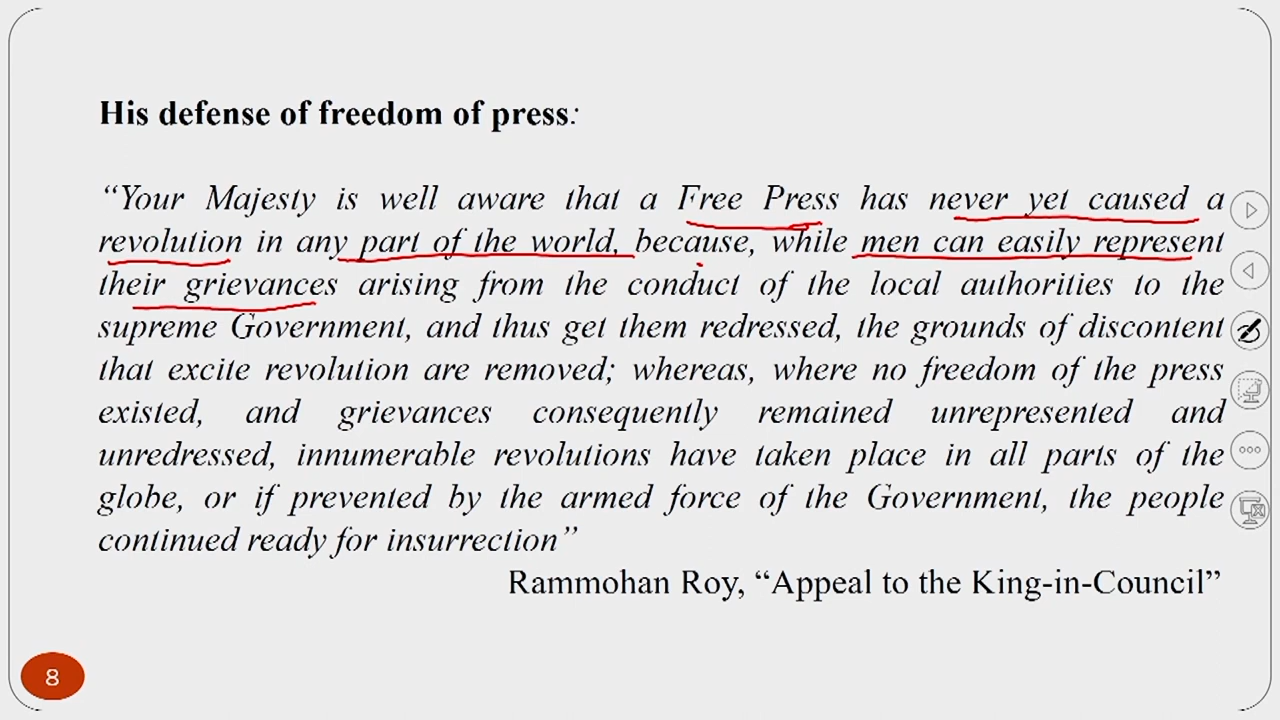 His defense of freedom of press:
“Your Majesty is well aware that a Free Press has never yet caused a
revolution in any part of the world, because, while men can easily represent
their grievances arising from the conduct of the local authorities to the
supreme Government, and thus get them redressed, the grounds of discontent
that excite revolution are removed; whereas, where no freedom of the press
existed, and grievances consequently remained unrepresented and
unredressed, innumerable revolutions have taken place in all parts of the
globe, or if prevented by the armed force of the Government, the people
continued ready for insurrection”
Rammohan Roy, “Appeal to the King-in-Council”
8